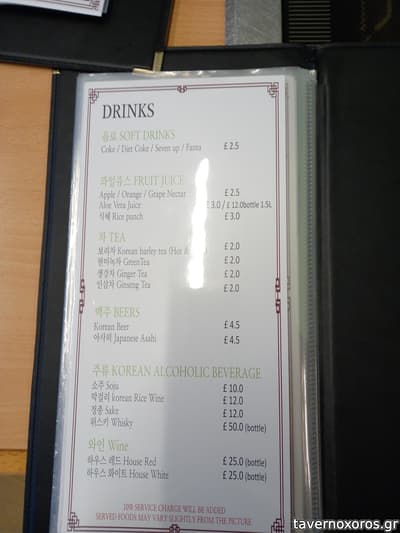 DRINKS
음료 SOFT DRINKS
Coke / Diet Coke / Seven up / Fanta £ 2.5
과일쥬스 FRUIT JUICE
Apple / Orange / Grape Nectar £ 2.5
Aloe Vera Juice £ 3.0 / £ 12.0bottle 1.5L
식혜 Rice punch £ 3.0
차 TEA
보리차 Korean barley tea (Hot & £ 2.0
현미녹차 GreenTea £ 2.0
생강차 Ginger Tea £ 2.0
인삼차 Ginseng Tea £ 2.0
맥주 BEERS
Korean Beer £ 4.5
아사히 Japanese Asahi £ 4.5
주류 KOREAN ALCOHOLIC BEVERAGE
소주 Soju £ 10.0
막걸리 korean Rice Wine £ 12.0
정종 Sake £ 12.0
위스키 Whisky £ 50.0 (bottle)
와인 Wine
하우스 레드 House Red £ 25.0 (bottle)
하우스 화이트 House White £ 25.0 (bottle)
10% SERVICE CHARGE WILL BE ADDED
SERVED FOODS MAY VARY SLIGHTLY FROM THE PICTURE
tavernoxoros.gr